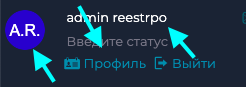 A.R.
admin reestrpo
Введите статус
Профиль Выйти